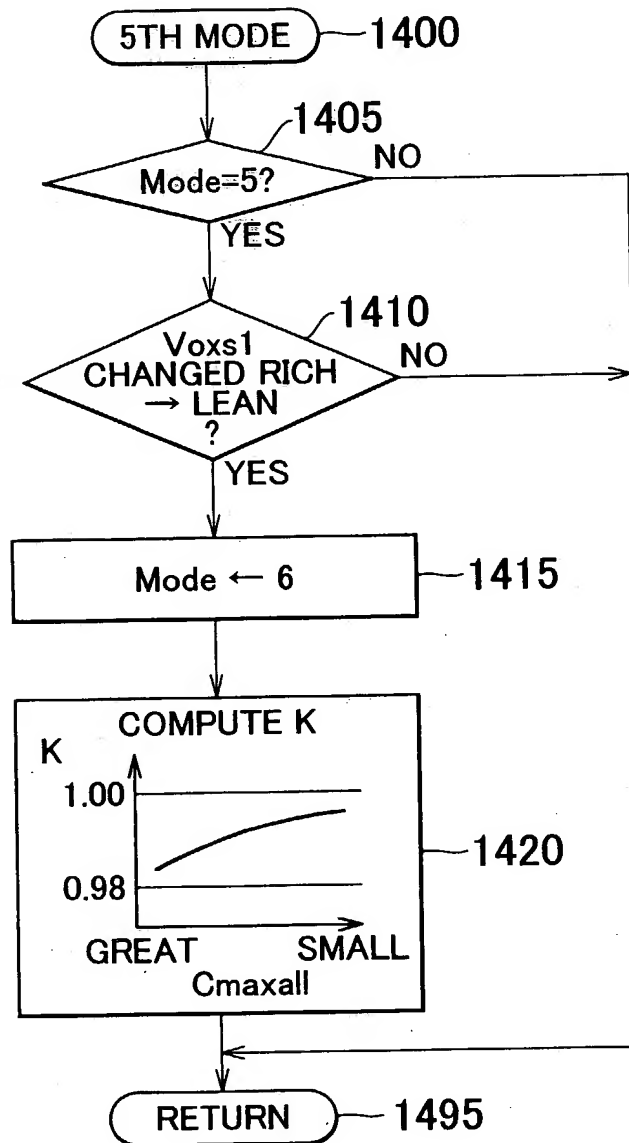 5TH MODE
1400
1405
Mode=5?
NO
YES
1410
Voxs1
CHANGED RICH
→ LEAN
?
NO
YES
Mode ← 6
1415
COMPUTE K
K
1.00
0.98
GREAT SMALL
Cmaxall
1420
RETURN
1495